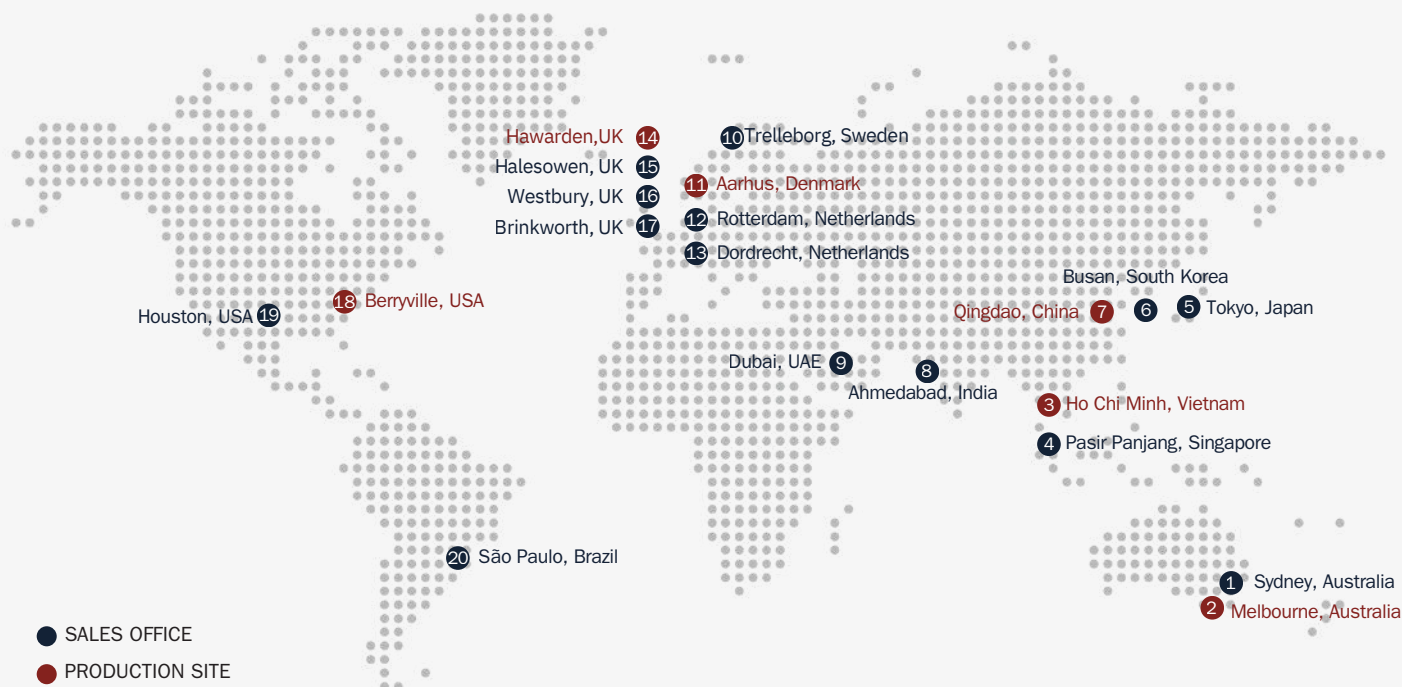 Hawarden,UK 14
10 Trelleborg, Sweden
Halesowen, UK 15
11 Aarhus, Denmark
Westbury, UK 16
12 Rotterdam, Netherlands
Brinkworth, UK 17
13 Dordrecht, Netherlands
Busan, South Korea
6
18 Berryville, USA
Houston, USA 19
Qingdao, China 7
5 Tokyo, Japan
Dubai, UAE 9
8
Ahmedabad, India
3 Ho Chi Minh, Vietnam
4 Pasir Panjang, Singapore
20 São Paulo, Brazil
1 Sydney, Australia
2 Melbourne, Australia
SALES OFFICE
PRODUCTION SITE